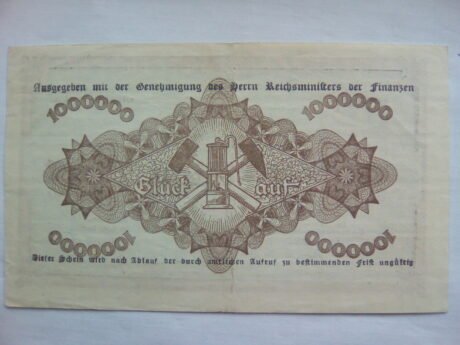 Ausgegeben mit der Genehmigung des Herrn Reichsministers der Finanzen
1000000 1000000
Glück auf
1000000 1000000
Dieser Schein wird nach Ablauf der durch amtlichen Aufruf zu bestimmenden Frist ungültig